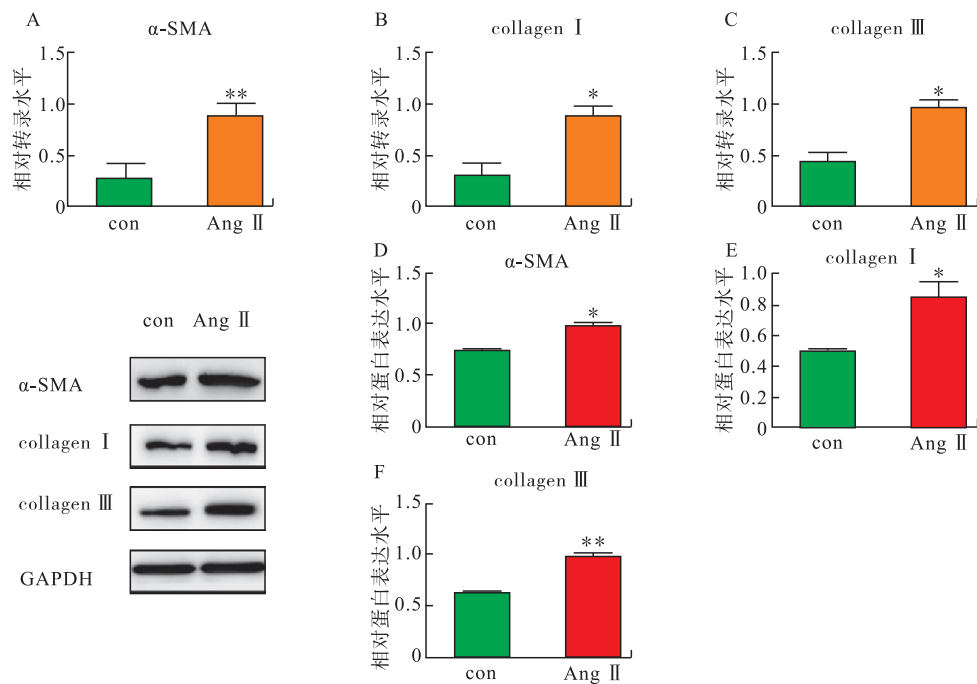 A
α-SMA
1.5
1.0
0.5
0
相对转录水平
**
con
Ang Ⅱ
B
collagen Ⅰ
1.5
1.0
0.5
0
相对转录水平
*
con
Ang Ⅱ
C
collagen Ⅲ
1.5
1.0
0.5
0
相对转录水平
*
con
Ang Ⅱ
con Ang Ⅱ
α-SMA
collagen Ⅰ
collagen Ⅲ
GAPDH
D
α-SMA
1.5
1.0
0.5
0
相对蛋白表达水平
*
con
Ang Ⅱ
E
collagen Ⅰ
1.0
0.8
0.6
0.4
0.2
0
相对蛋白表达水平
*
con
Ang Ⅱ
F
collagen Ⅲ
1.5
1.0
0.5
0
相对蛋白表达水平
**
con
Ang Ⅱ